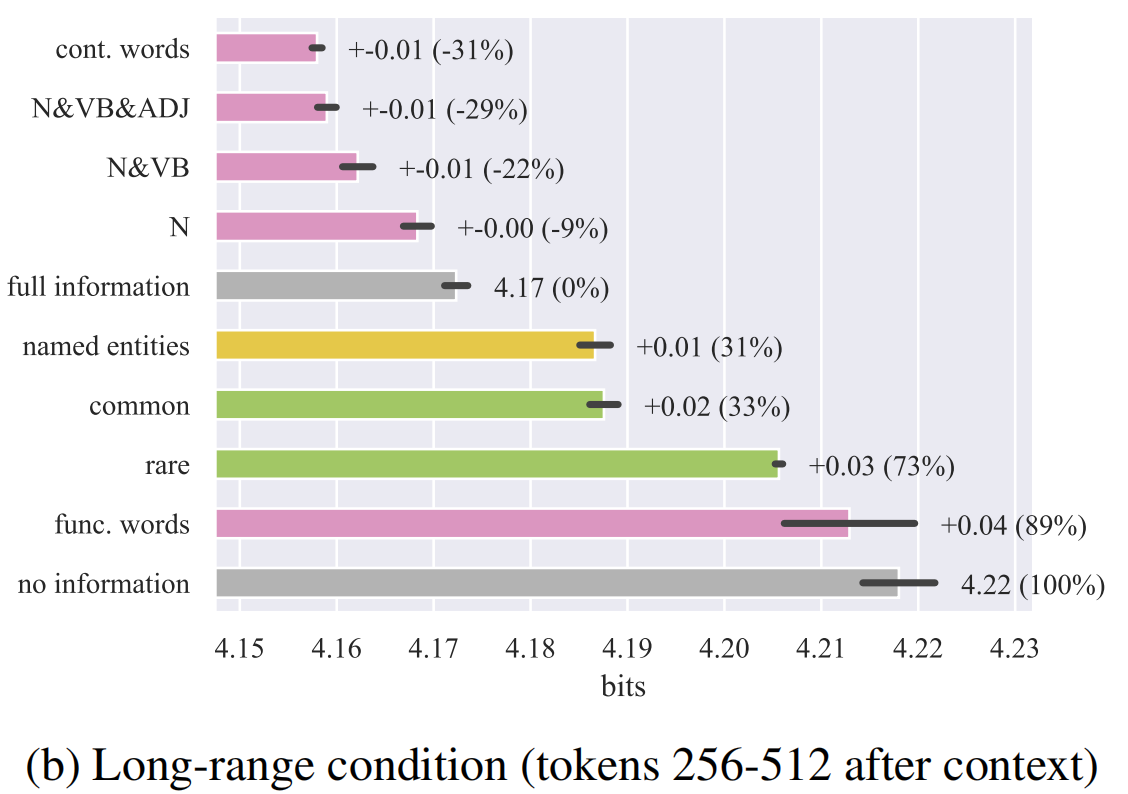 cont. words +-0.01 (-31%)
N&VB&ADJ +-0.01 (-29%)
N&VB +-0.01 (-22%)
N +-0.00 (-9%)
full information 4.17 (0%)
named entities +0.01 (31%)
common +0.02 (33%)
rare +0.03 (73%)
func. words +0.04 (89%)
no information 4.22 (100%)
4.15 4.16 4.17 4.18 4.19 4.20 4.21 4.22 4.23
bits
(b) Long-range condition (tokens 256-512 after context)